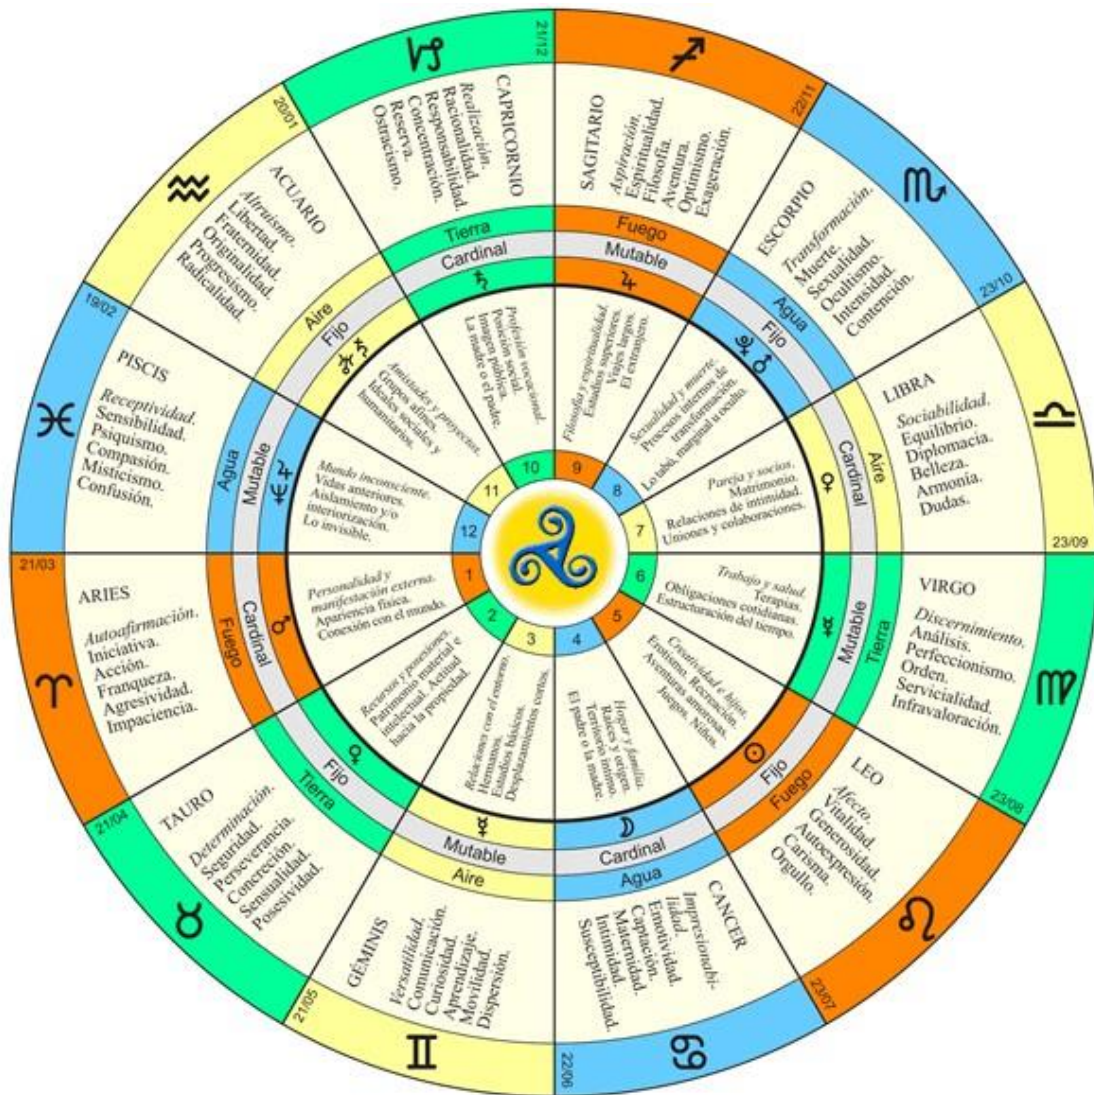 21/03
ARIES
Autoafirmación.
Iniciativa.
Acción.
Franqueza.
Agresividad.
Impaciencia.
Fuego
Cardinal
1
Personalidad y
manifestación externa.
Apariencia física.
Conexión con el mundo.
21/04
TAURO
Determinación.
Seguridad.
Perseverancia.
Concreción.
Sensualidad.
Posesividad.
Tierra
Fijo
2
Recursos y posesiones.
Patrimonio material e
intelectual. Actitud
hacia la propiedad.
21/05
GÉMINIS
Versatilidad.
Comunicación.
Curiosidad.
Aprendizaje.
Movilidad.
Dispersión.
Aire
Mutable
3
Relaciones con el entorno.
Hermanos.
Estudios básicos.
Desplazamientos cortos.
22/06
CANCER
Impresionabi-
lidad.
Emotividad.
Captación.
Maternidad.
Intimidad.
Susceptibilidad.
Agua
Cardinal
4
Hogar y familia.
Raíces y origen.
Territorio íntimo.
El padre o la madre.
23/07
LEO
Afecto.
Vitalidad.
Generosidad.
Autoexpresión.
Carisma.
Orgullo.
Fuego
Fijo
5
Creatividad e hijos.
Erotismo. Recreación.
Aventuras amorosas.
Juegos. Niños.
23/08
VIRGO
Discernimiento.
Análisis.
Perfeccionismo.
Orden.
Servicialidad.
Infravaloración.
Tierra
Mutable
6
Trabajo y salud.
Terapias.
Obligaciones cotidianas.
Estructuración del tiempo.
23/09
LIBRA
Sociabilidad.
Equilibrio.
Diplomacia.
Belleza.
Armonía.
Dudas.
Aire
Cardinal
7
Pareja y socios.
Matrimonio.
Relaciones de intimidad.
Uniones y colaboraciones.
23/10
ESCORPIO
Transformación.
Muerte.
Sexualidad.
Ocultismo.
Intensidad.
Contención.
Agua
Fijo
8
Sexualidad y muerte.
Procesos internos de
transformación.
Lo tabú, marginal u oculto.
22/11
SAGITARIO
Aspiración.
Espiritualidad.
Filosofía.
Aventura.
Optimismo.
Exageración.
Fuego
Mutable
9
Filosofía y espiritualidad.
Estudios superiores.
Viajes largos.
El extranjero.
21/12
CAPRICORNIO
Realización.
Racionalidad.
Responsabilidad.
Concentración.
Reserva.
Ostracismo.
Tierra
Cardinal
10
Profesión vocacional.
Posición social.
Imagen pública.
La madre o el padre.
20/01
ACUARIO
Altruismo.
Libertad.
Fraternidad.
Originalidad.
Progresismo.
Radicalidad.
Aire
Fijo
11
Amistades y proyectos.
Grupos afines.
Ideales sociales y
humanitarios.
19/02
PISCIS
Receptividad.
Sensibilidad.
Psiquismo.
Compasión.
Misticismo.
Confusión.
Agua
Mutable
12
Mundo inconsciente.
Vidas anteriores.
Aislamiento y/o
interiorización.
Lo invisible.